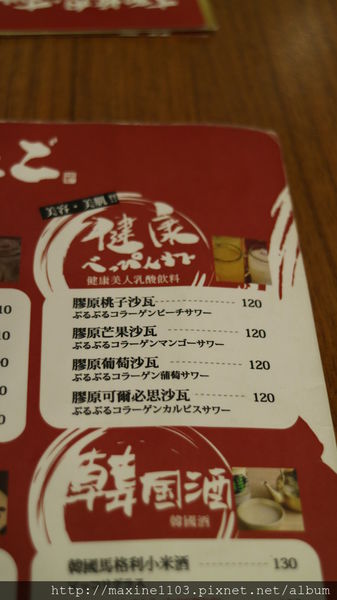 ご
美容・美肌!!
健康
べっぴんまで
健康美人乳酸飲料
膠原桃子沙瓦 120
ぷるぷるコラーゲンピーチサワー
膠原芒果沙瓦 120
ぷるぷるコラーゲンマンゴーサワー
膠原葡萄沙瓦 120
ぷるぷるコラーゲン葡萄サワー
膠原可爾必思沙瓦 120
ぷるぷるコラーゲンカルピスサワー
韓国酒
韓國酒
韓國馬格利小米酒 130
http://maxine1103.pixnet.net/album